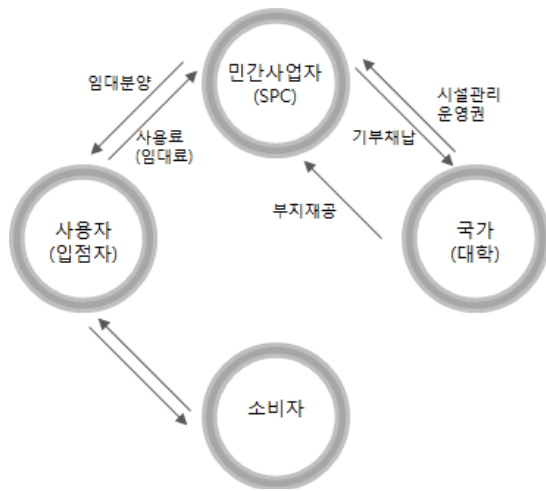 민간사업자
(SPC)
임대분양
사용료
(임대료)
시설관리
운영권
기부채납
부지재공
사용자
(입점자)
국가
(대학)
소비자